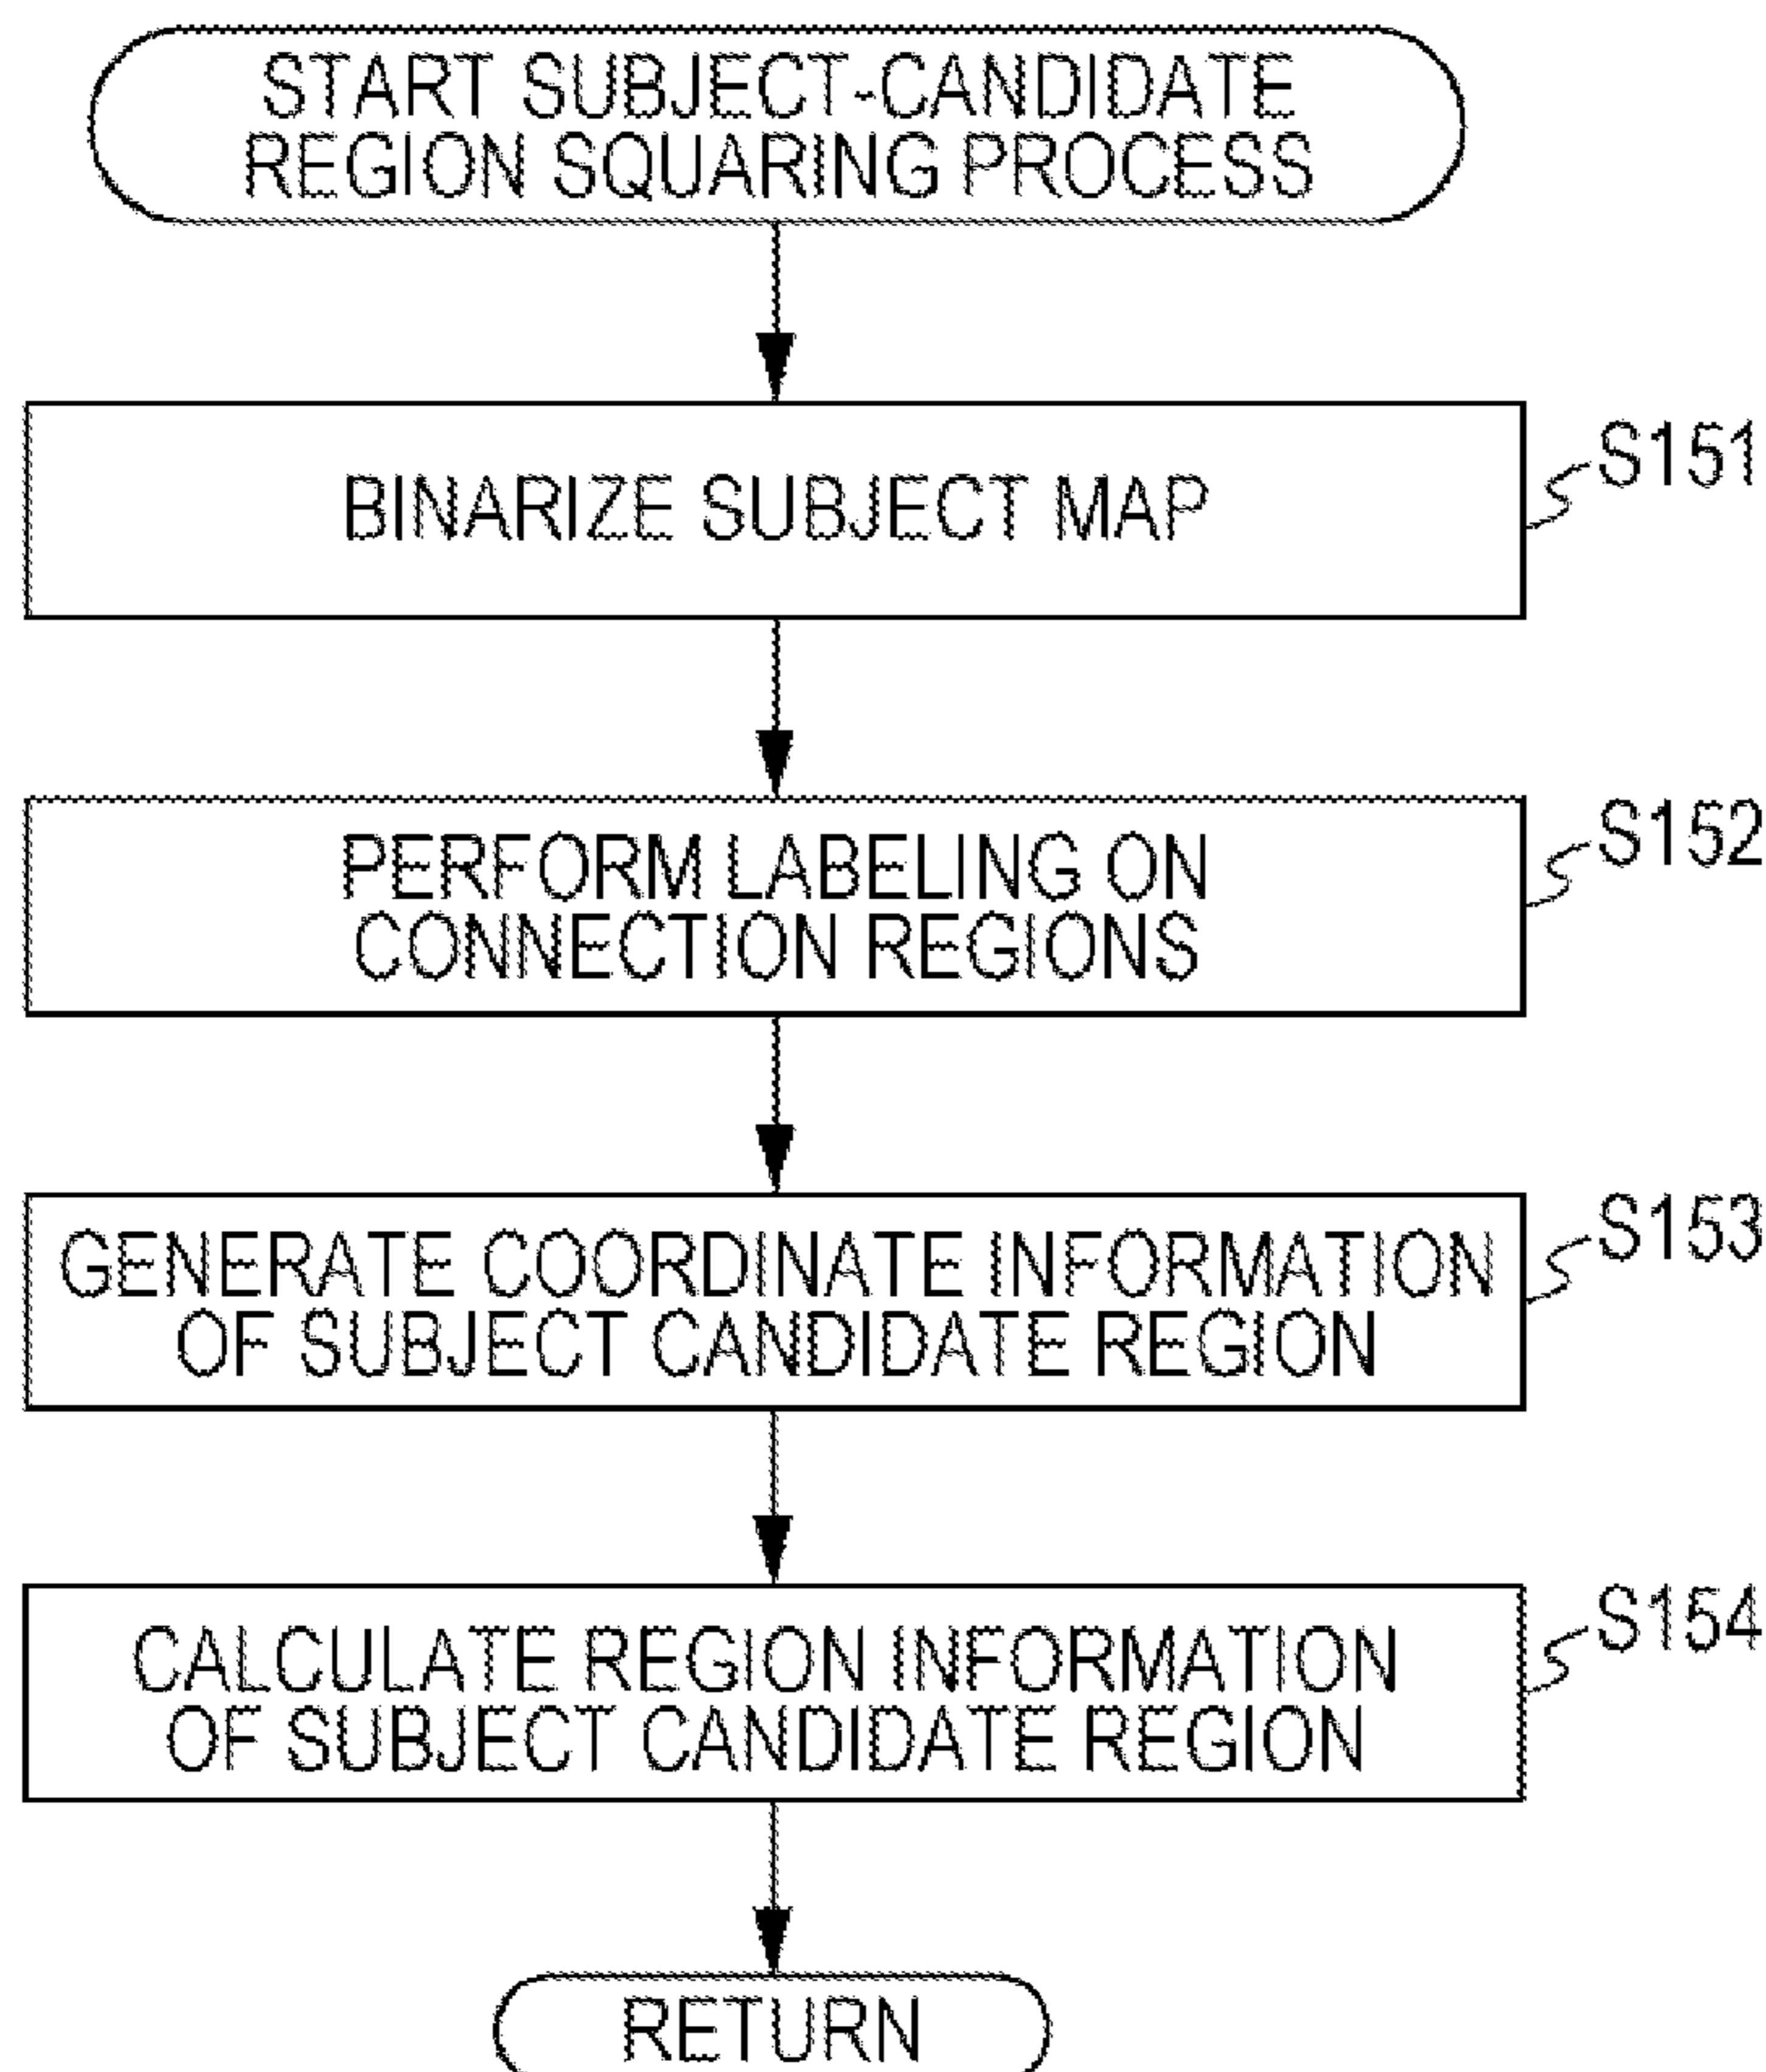 START SUBJECT-CANDIDATE
REGION SQUARING PROCESS
BINARIZE SUBJECT MAP
S151
PERFORM LABELING ON
CONNECTION REGIONS
S152
GENERATE COORDINATE INFORMATION
OF SUBJECT CANDIDATE REGION
S153
CALCULATE REGION INFORMATION
OF SUBJECT CANDIDATE REGION
S154
RETURN